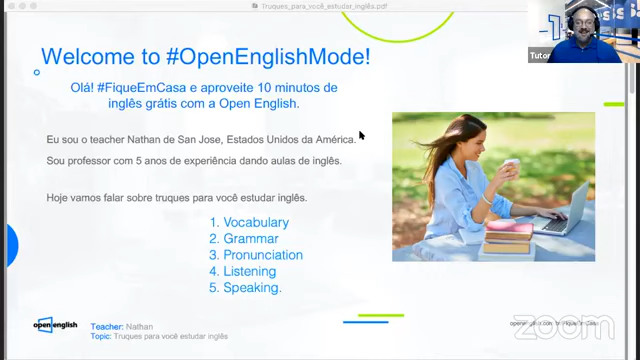 Truques_para_você_estudar_inglês.pdf
Welcome to #OpenEnglishMode!
Olá! #FiqueEmCasa e aproveite 10 minutos de
inglês grátis com a Open English.
Eu sou o teacher Nathan de San Jose, Estados Unidos da América.
Sou professor com 5 anos de experiência dando aulas de inglês.
Hoje vamos falar sobre truques para você estudar inglês.
1. Vocabulary
2. Grammar
3. Pronunciation
4. Listening
5. Speaking.
openenglish
Teacher: Nathan
Topic: Truques para você estudar inglês
zoom